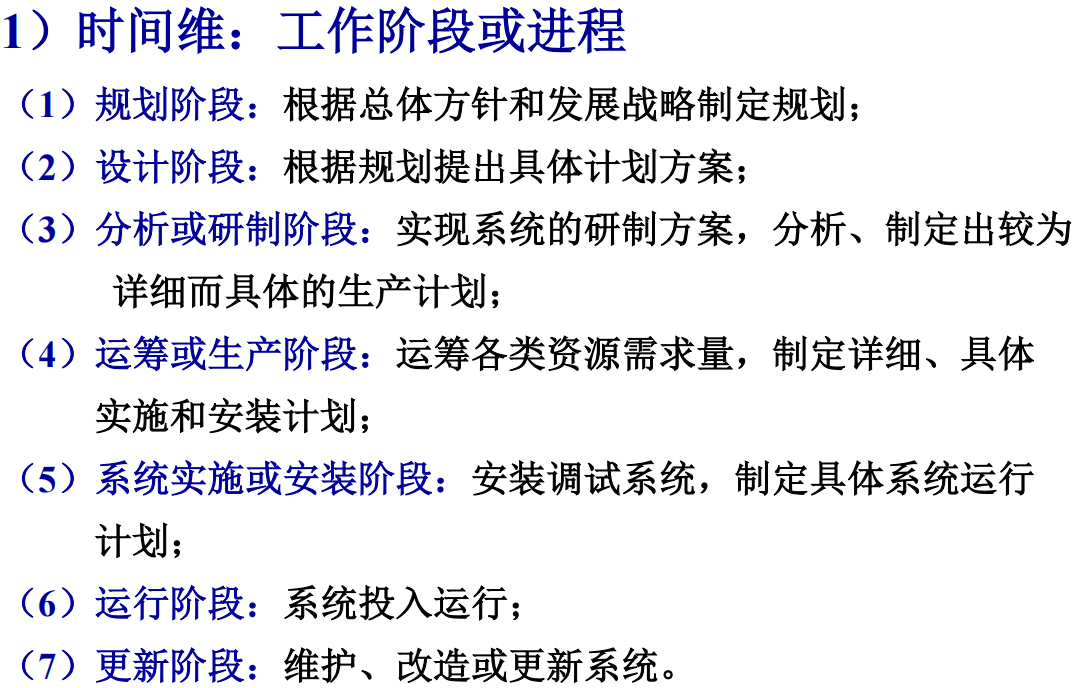 1）时间维：工作阶段或进程
（1）规划阶段：根据总体方针和发展战略制定规划；
（2）设计阶段：根据规划提出具体计划方案；
（3）分析或研制阶段：实现系统的研制方案，分析、制定出较为
详细而具体的生产计划；
（4）运筹或生产阶段：运筹各类资源需求量，制定详细、具体
实施和安装计划；
（5）系统实施或安装阶段：安装调试系统，制定具体系统运行
计划；
（6）运行阶段：系统投入运行；
（7）更新阶段：维护、改造或更新系统。